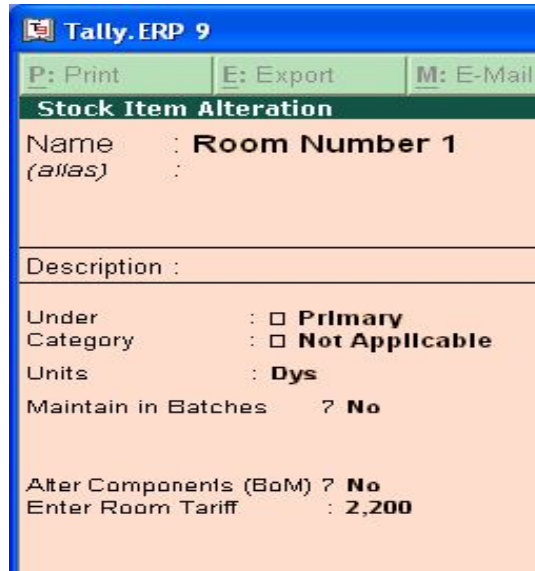 Tally.ERP 9
P: Print E: Export M: E-Mail
Stock Item Alteration
Name : Room Number 1
(alias) :
Description :
Under : Primary
Category : Not Applicable
Units : Dys
Maintain in Batches ? No
Alter Components (BoM) ? No
Enter Room Tariff : 2,200